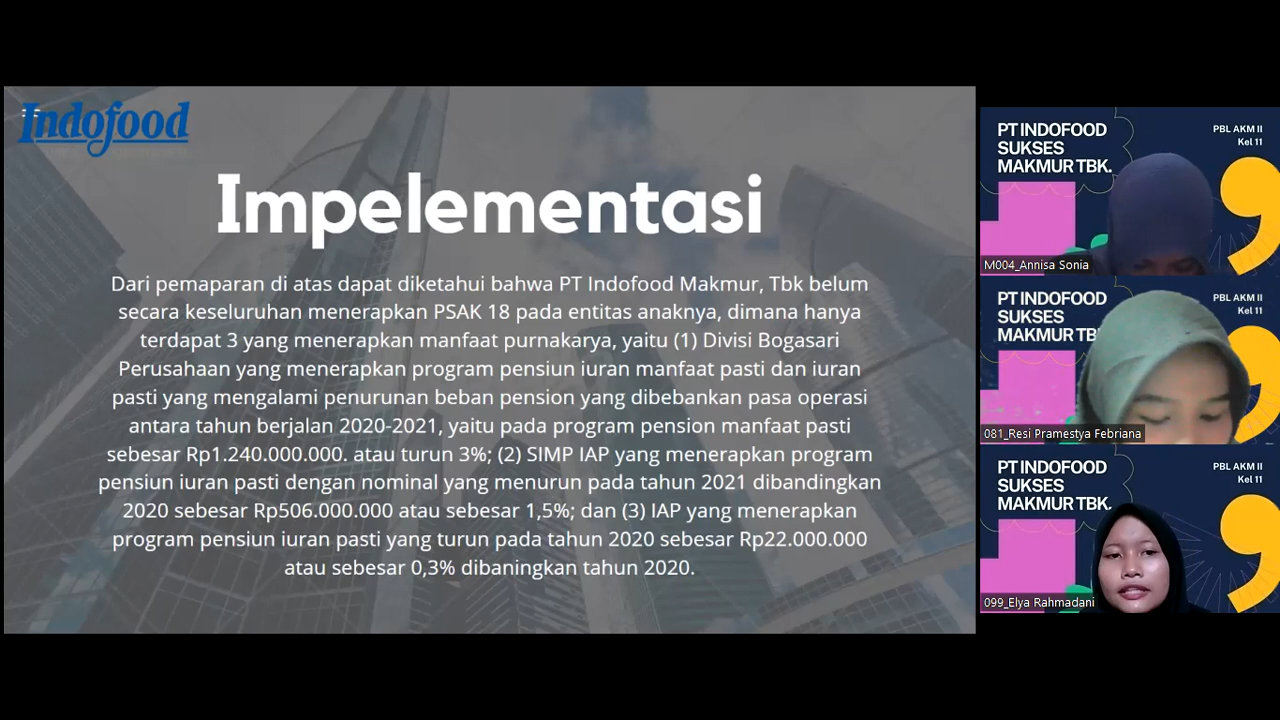 Indofood
Impelementasi
Dari pemaparan di atas dapat diketahui bahwa PT Indofood Makmur, Tbk belum
secara keseluruhan menerapkan PSAK 18 pada entitas anaknya, dimana hanya
terdapat 3 yang menerapkan manfaat purnakarya, yaitu (1) Divisi Bogasari
Perusahaan yang menerapkan program pensiun iuran manfaat pasti dan iuran
pasti yang mengalami penurunan beban pension yang dibebankan pasa operasi
antara tahun berjalan 2020-2021, yaitu pada program pension manfaat pasti
sebesar Rp1.240.000.000. atau turun 3%; (2) SIMP IAP yang menerapkan program
pensiun iuran pasti dengan nominal yang menurun pada tahun 2021 dibandingkan
2020 sebesar Rp506.000.000 atau sebesar 1,5%; dan (3) IAP yang menerapkan
program pensiun iuran pasti yang turun pada tahun 2020 sebesar Rp22.000.000
atau sebesar 0,3% dibaningkan tahun 2020.
PT INDOFOOD
SUKSES
MAKMUR TBK.
PBL AKM II
Kel 11
M004_Annisa Sonia
PT INDOFOOD
SUKSES
MAKMUR TB
PBL AKM II
Kel 11
081_Resi Pramestya Febriana
PT INDOFOOD
SUKSES
MAKMUR TBK.
PBL AKM II
Kel 11
099_Elya Rahmadani